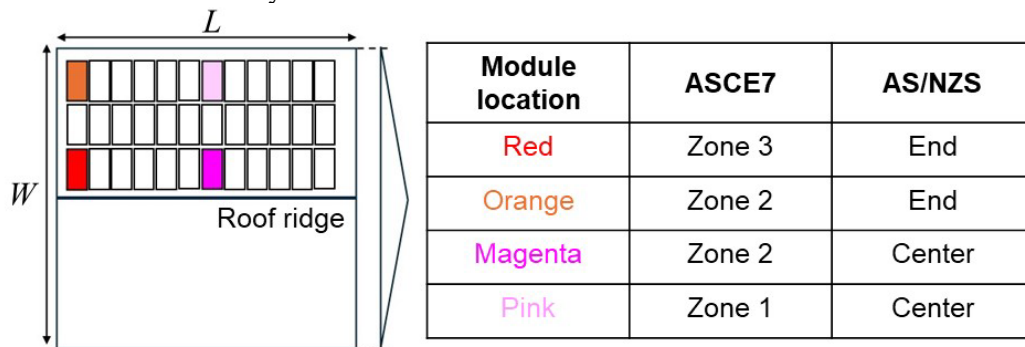 L
W
Roof ridge
Module location ASCE7 AS/NZS
Red Zone 3 End
Orange Zone 2 End
Magenta Zone 2 Center
Pink Zone 1 Center